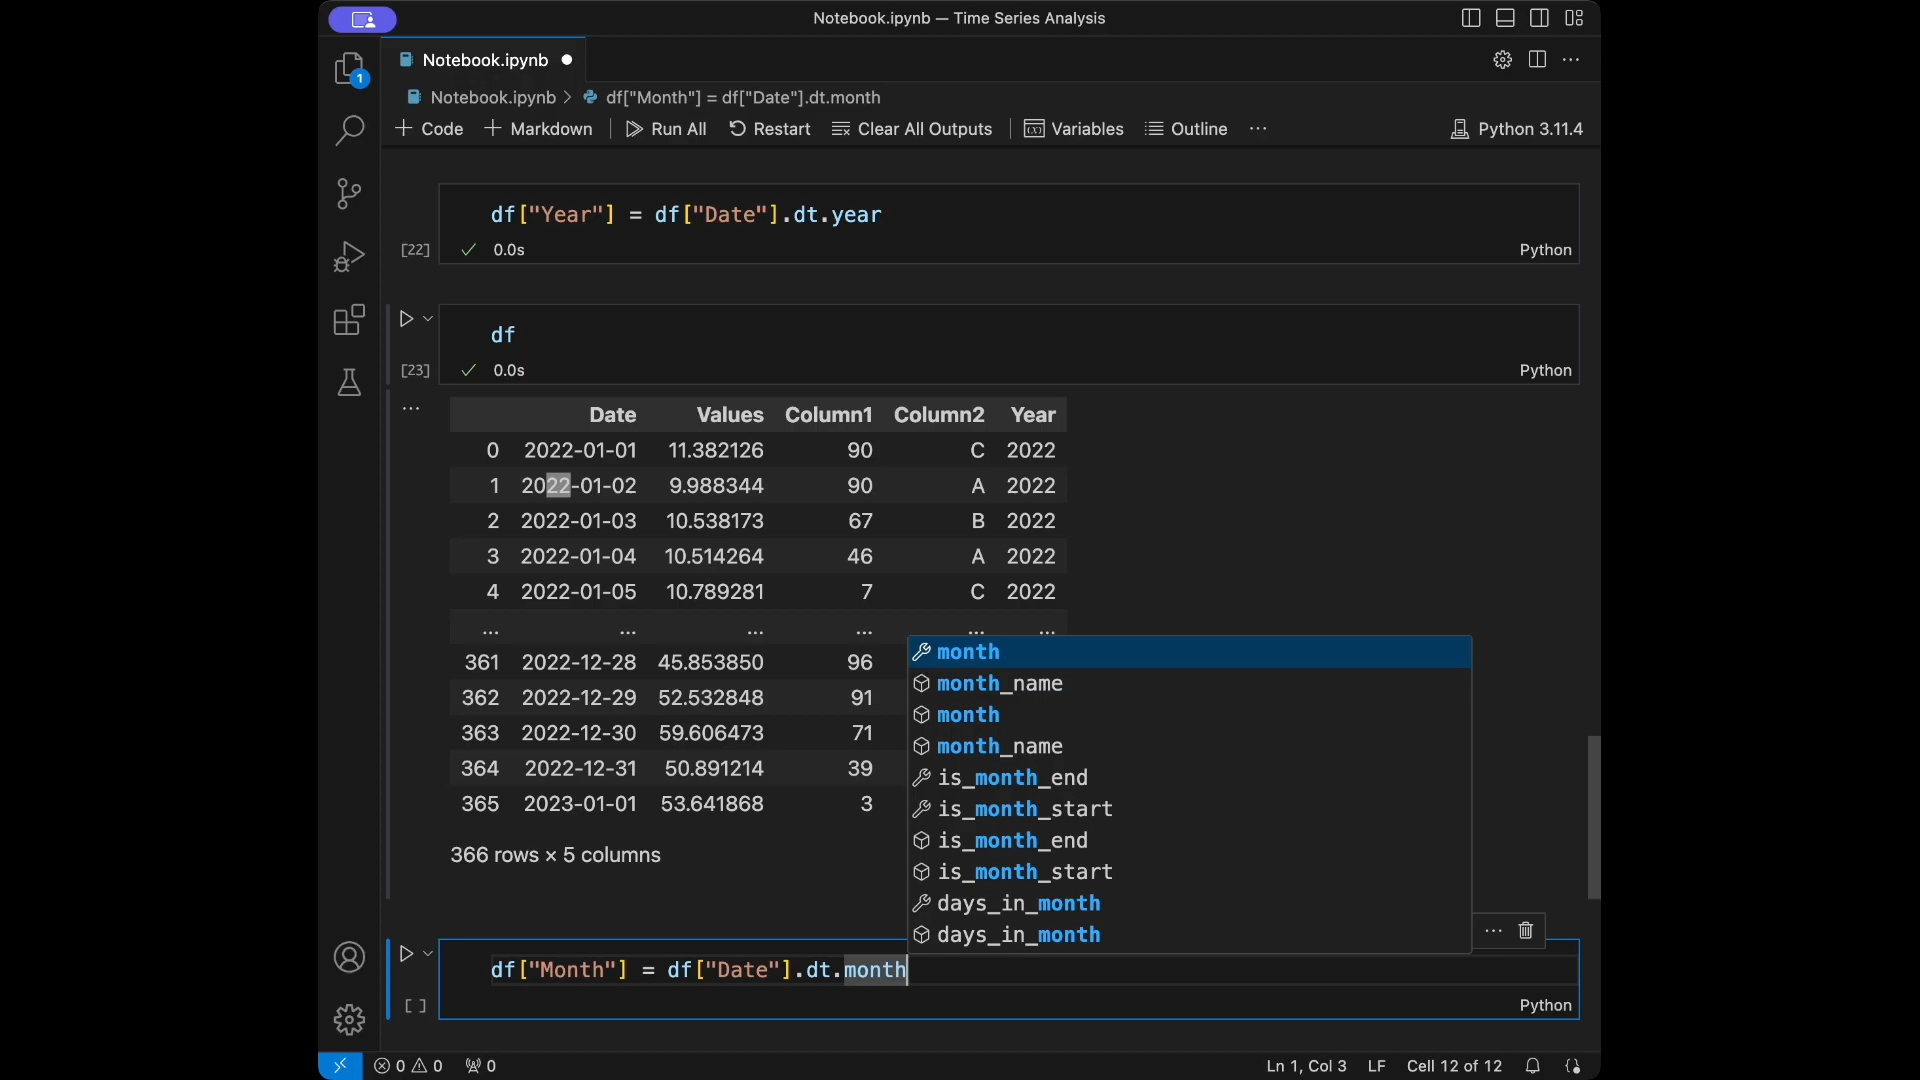 Notebook.ipynb — Time Series Analysis
1
Notebook.ipynb
Notebook.ipynb > df["Month"] = df["Date"].dt.month
+ Code + Markdown Run All Restart Clear All Outputs Variables Outline ... Python 3.11.4
df["Year"] = df["Date"].dt.year
[22] 0.0s Python
df
[23] 0.0s Python
...
Date Values Column1 Column2 Year
0 2022-01-01 11.382126 90 C 2022
1 2022-01-02 9.988344 90 A 2022
2 2022-01-03 10.538173 67 B 2022
3 2022-01-04 10.514264 46 A 2022
4 2022-01-05 10.789281 7 C 2022
... ... ... ... ... ...
361 2022-12-28 45.853850 96
362 2022-12-29 52.532848 91
363 2022-12-30 59.606473 71
364 2022-12-31 50.891214 39
365 2023-01-01 53.641868 3
366 rows × 5 columns
month
month_name
month
month_name
is_month_end
is_month_start
is_month_end
is_month_start
days_in_month
days_in_month
df["Month"] = df["Date"].dt.month
[ ] Python
0 0 0 Ln 1, Col 3 LF Cell 12 of 12